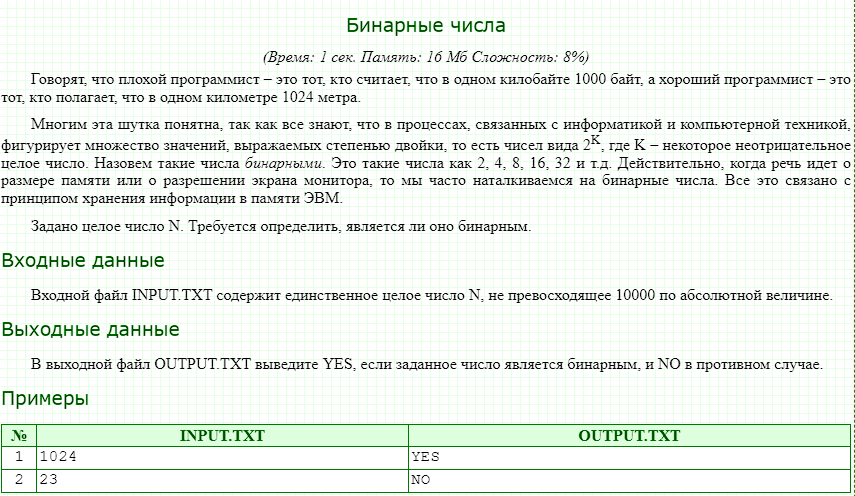 Бинарные числа
(Время: 1 сек. Память: 16 Мб Сложность: 8%)
Говорят, что плохой программист – это тот, кто считает, что в одном килобайте 1000 байт, а хороший программист – это
тот, кто полагает, что в одном километре 1024 метра.
Многим эта шутка понятна, так как все знают, что в процессах, связанных с информатикой и компьютерной техникой,
фигурирует множество значений, выражаемых степенью двойки, то есть чисел вида 2^K, где K – некоторое неотрицательное
целое число. Назовем такие числа бинарными. Это такие числа как 2, 4, 8, 16, 32 и т.д. Действительно, когда речь идет о
размере памяти или о разрешении экрана монитора, то мы часто наталкиваемся на бинарные числа. Все это связано с
принципом хранения информации в памяти ЭВМ.
Задано целое число N. Требуется определить, является ли оно бинарным.
Входные данные
Входной файл INPUT.TXT содержит единственное целое число N, не превосходящее 10000 по абсолютной величине.
Выходные данные
В выходной файл OUTPUT.TXT выведите YES, если заданное число является бинарным, и NO в противном случае.
Примеры
№ INPUT.TXT OUTPUT.TXT
1 1024 YES
2 23 NO